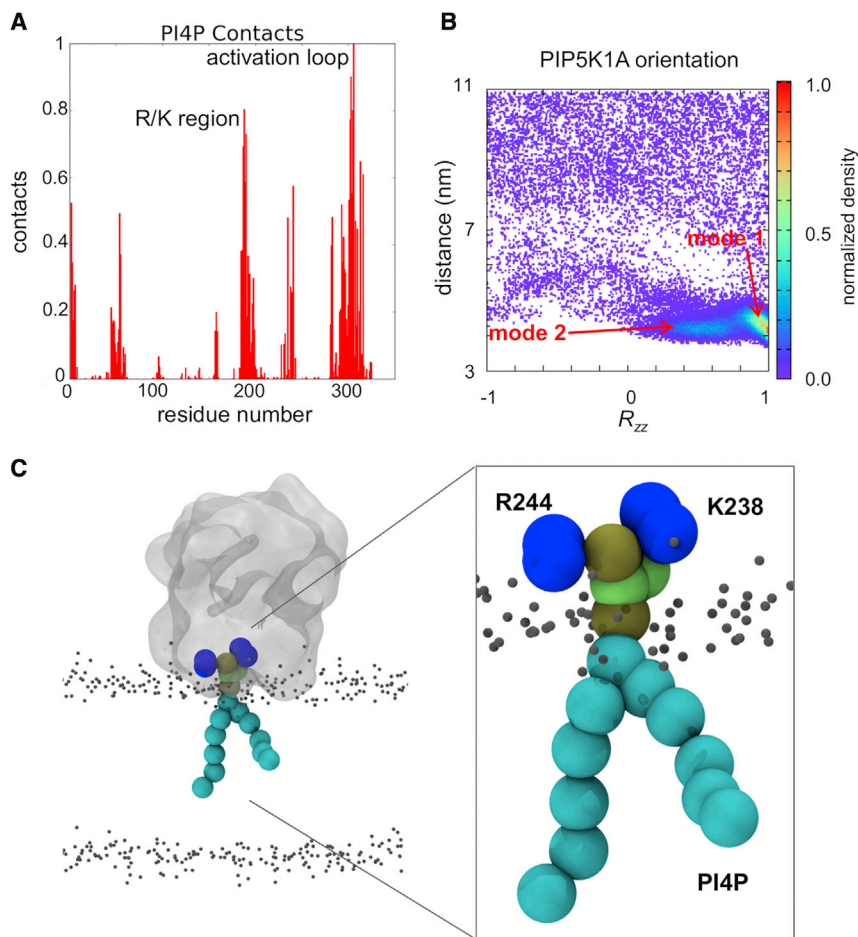 A
PI4P Contacts
activation loop
R/K region
1
0.8
0.6
0.4
0.2
0
contacts
0 100 200 300
residue number
B
PIP5K1A orientation
11
7
3
distance (nm)
mode 1
mode 2
-1 0 1
Rzz
1.0
0.5
0.0
normalized density
C
R244
K238
PI4P